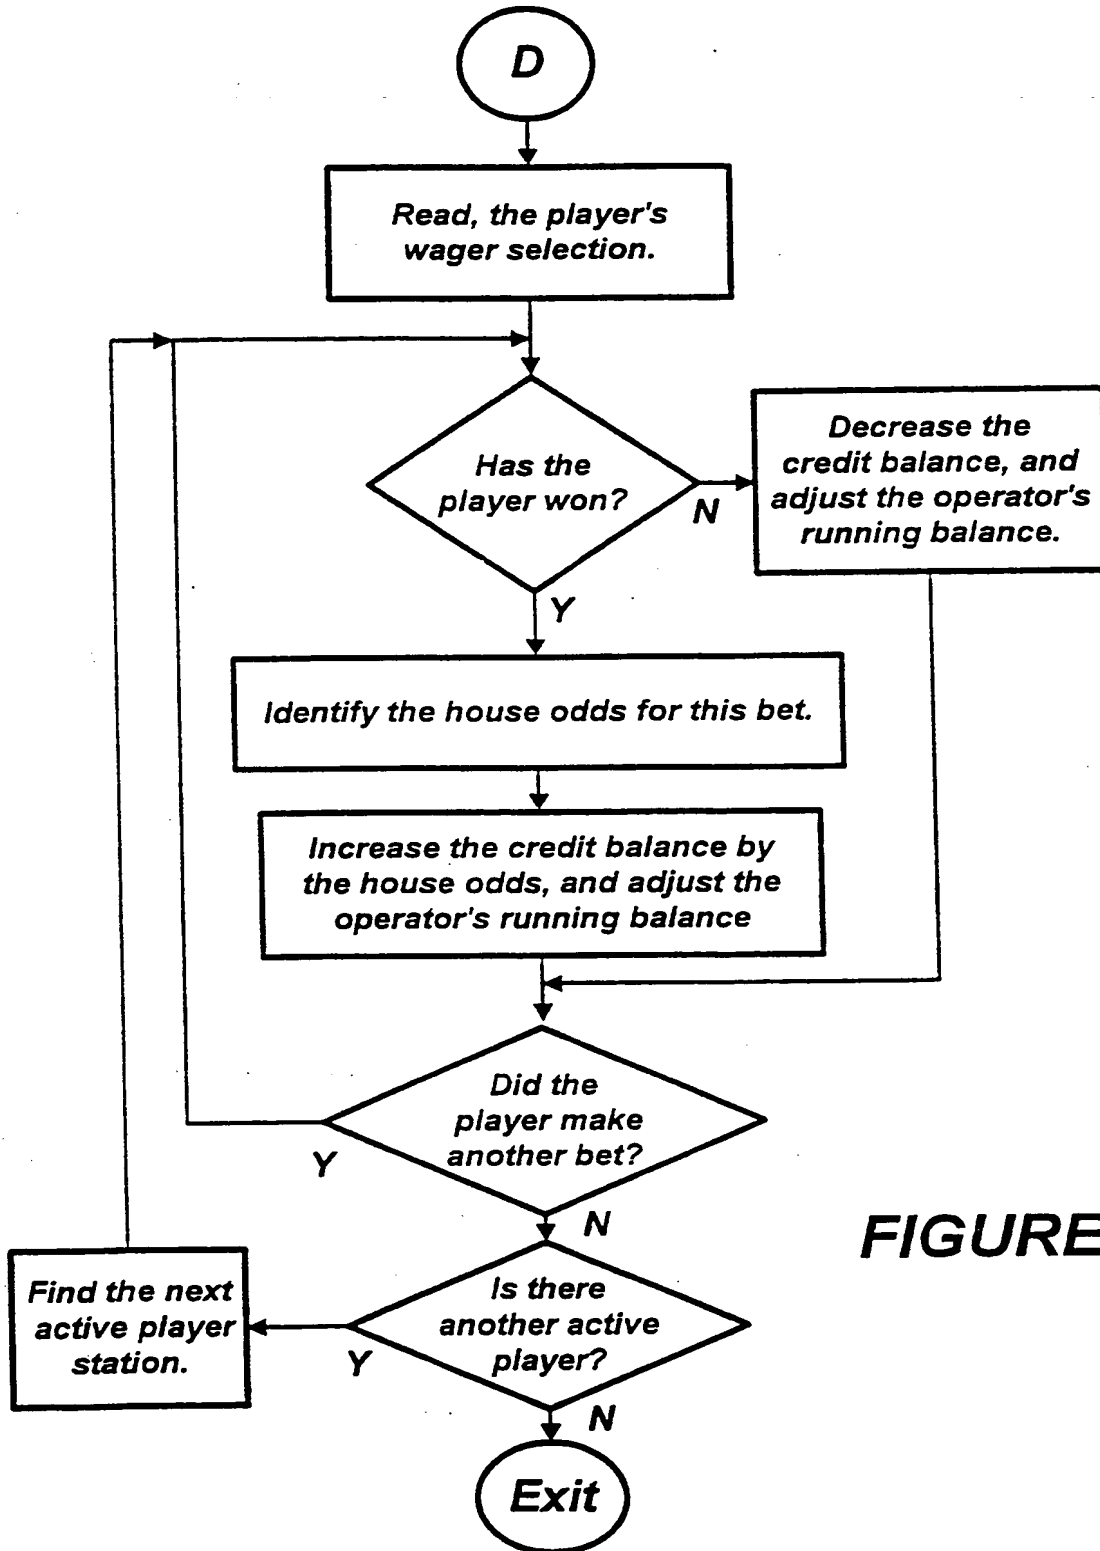 D
Read, the player's
wager selection.
Has the
player won?
N
Decrease the
credit balance, and
adjust the operator's
running balance.
Y
Identify the house odds for this bet.
Increase the credit balance by
the house odds, and adjust the
operator's running balance
Did the
player make
another bet?
Y
N
FIGURE
Find the next
active player
station.
Is there
another active
player?
Y
N
Exit